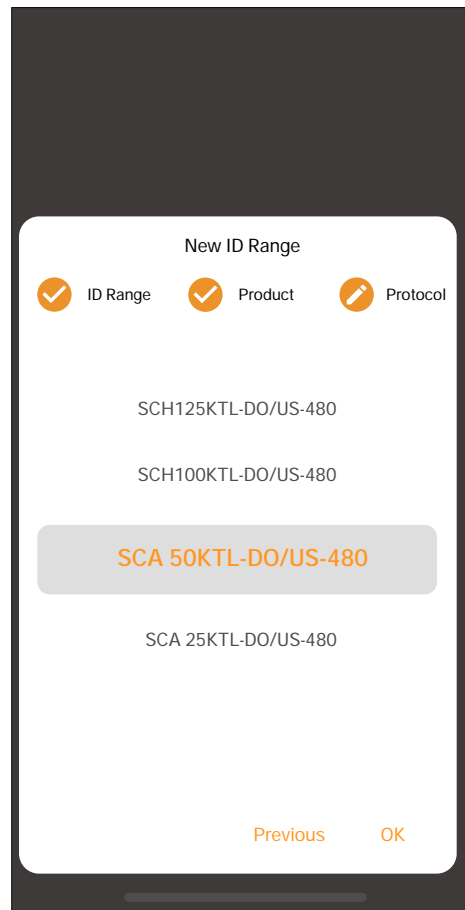 New ID Range
ID Range Product Protocol
SCH125KTL-DO/US-480
SCH100KTL-DO/US-480
SCA 50KTL-DO/US-480
SCA 25KTL-DO/US-480
Previous OK